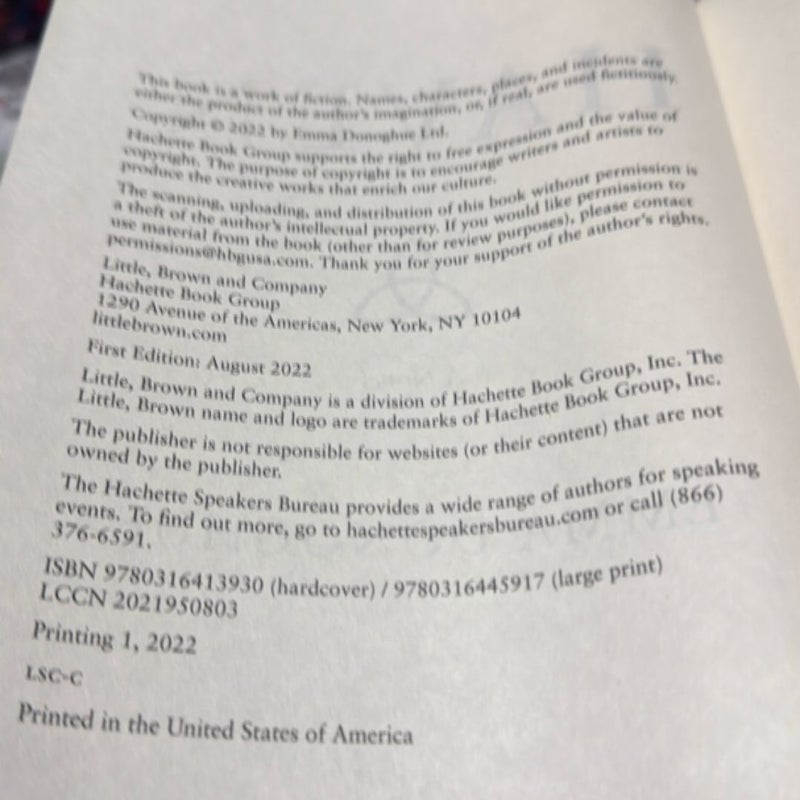 This book is a work of fiction. Names, characters, places, and incidents are
either the product of the author's imagination, or, if real, are used fictitiously.
Copyright © 2022 by Emma Donoghue Ltd.
Hachette Book Group supports the right to free expression and the value of
copyright. The purpose of copyright is to encourage writers and artists to
produce the creative works that enrich our culture.
The scanning, uploading, and distribution of this book without permission is
a theft of the author's intellectual property. If you would like permission to
use material from the book (other than for review purposes), please contact
permissions@hbgusa.com. Thank you for your support of the author's rights.
Little, Brown and Company
Hachette Book Group
1290 Avenue of the Americas, New York, NY 10104
littlebrown.com
First Edition: August 2022
Little, Brown and Company is a division of Hachette Book Group, Inc. The
Little, Brown name and logo are trademarks of Hachette Book Group, Inc.
The publisher is not responsible for websites (or their content) that are not
owned by the publisher.
The Hachette Speakers Bureau provides a wide range of authors for speaking
events. To find out more, go to hachettespeakersbureau.com or call (866)
376-6591.
ISBN 9780316413930 (hardcover) / 9780316445917 (large print)
LCCN 2021950803
Printing 1, 2022
LSC-C
Printed in the United States of America